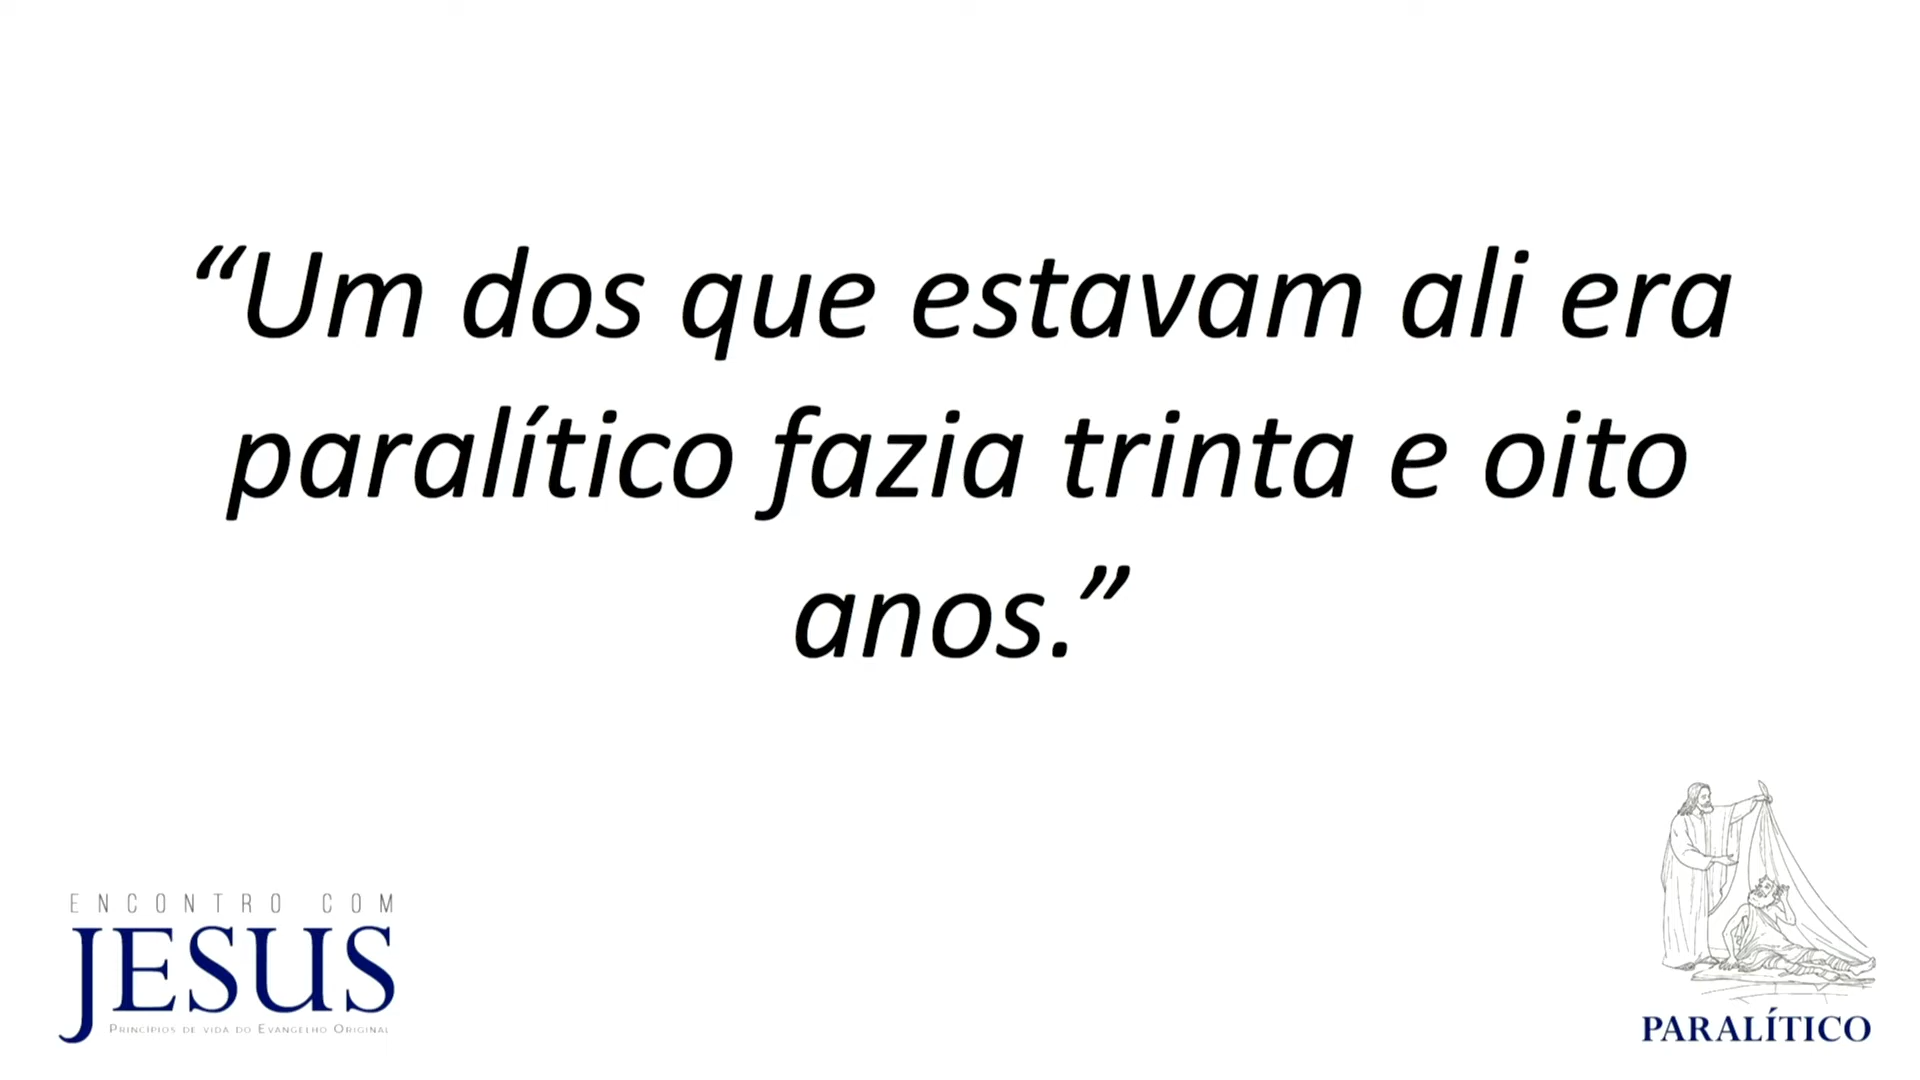 “Um dos que estavam ali era
paralítico fazia trinta e oito
anos.”
ENCONTRO COM
JESUS
PRINCÍPIOS DE VIDA DO EVANGELHO ORIGINAL
PARALÍTICO